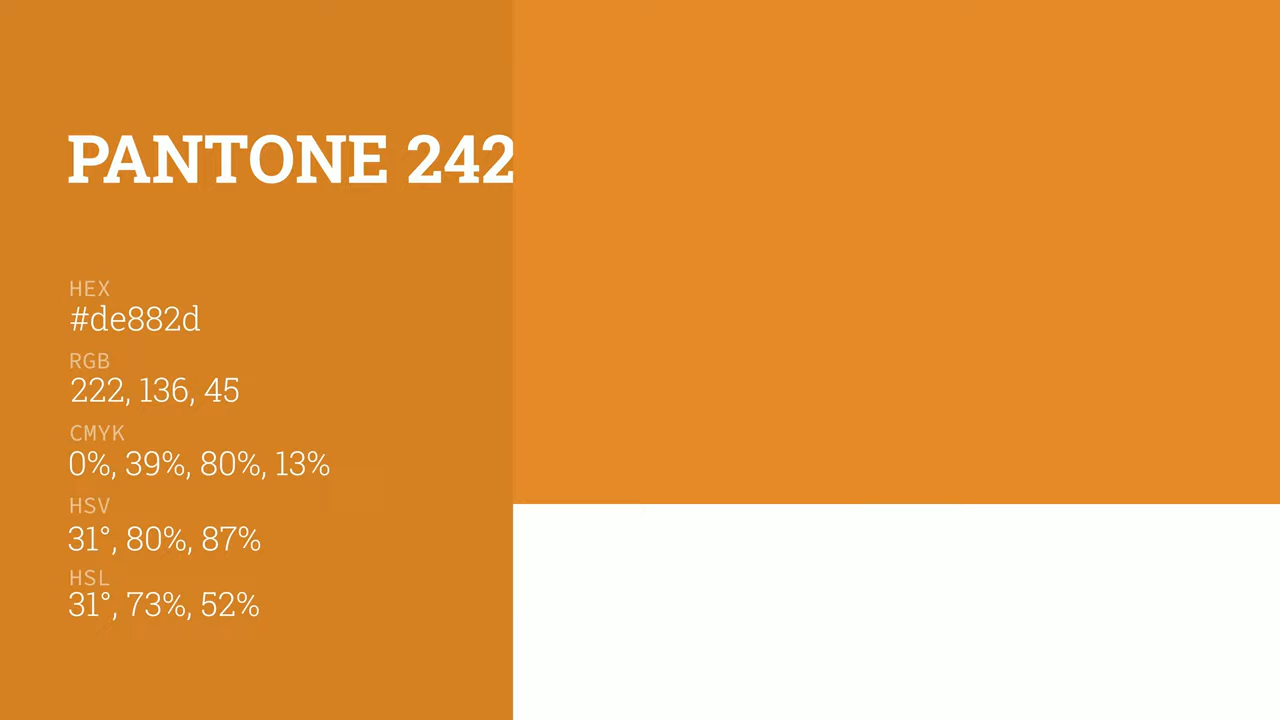 PANTONE 242
HEX
#de882d
RGB
222, 136, 45
CMYK
0%, 39%, 80%, 13%
HSV
31°, 80%, 87%
HSL
31°, 73%, 52%